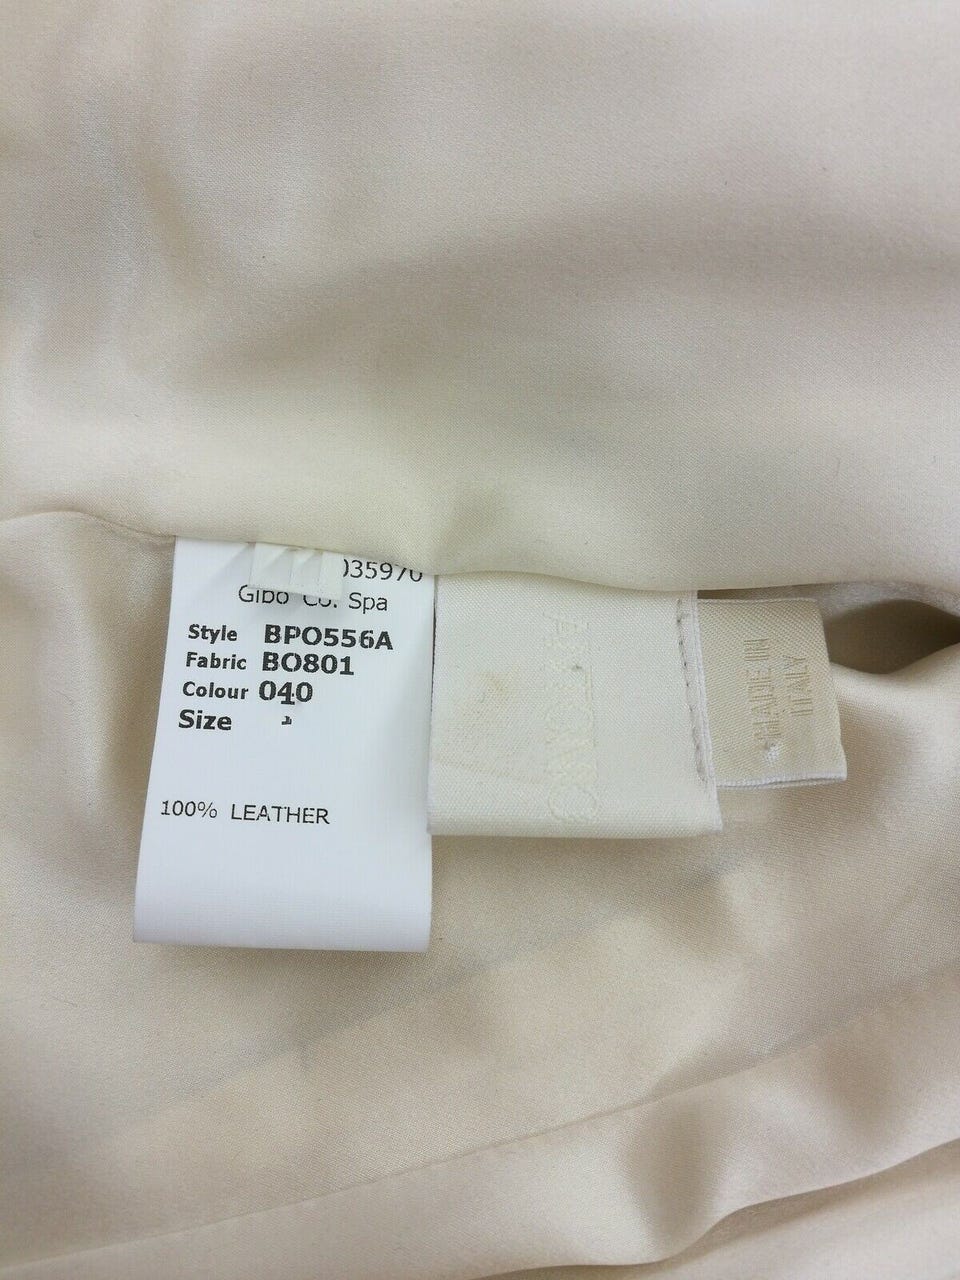 035970
Gibo Co. Spa
Style BPO556A
Fabric BO801
Colour 040
Size
100% LEATHER
MADE IN
ITALY